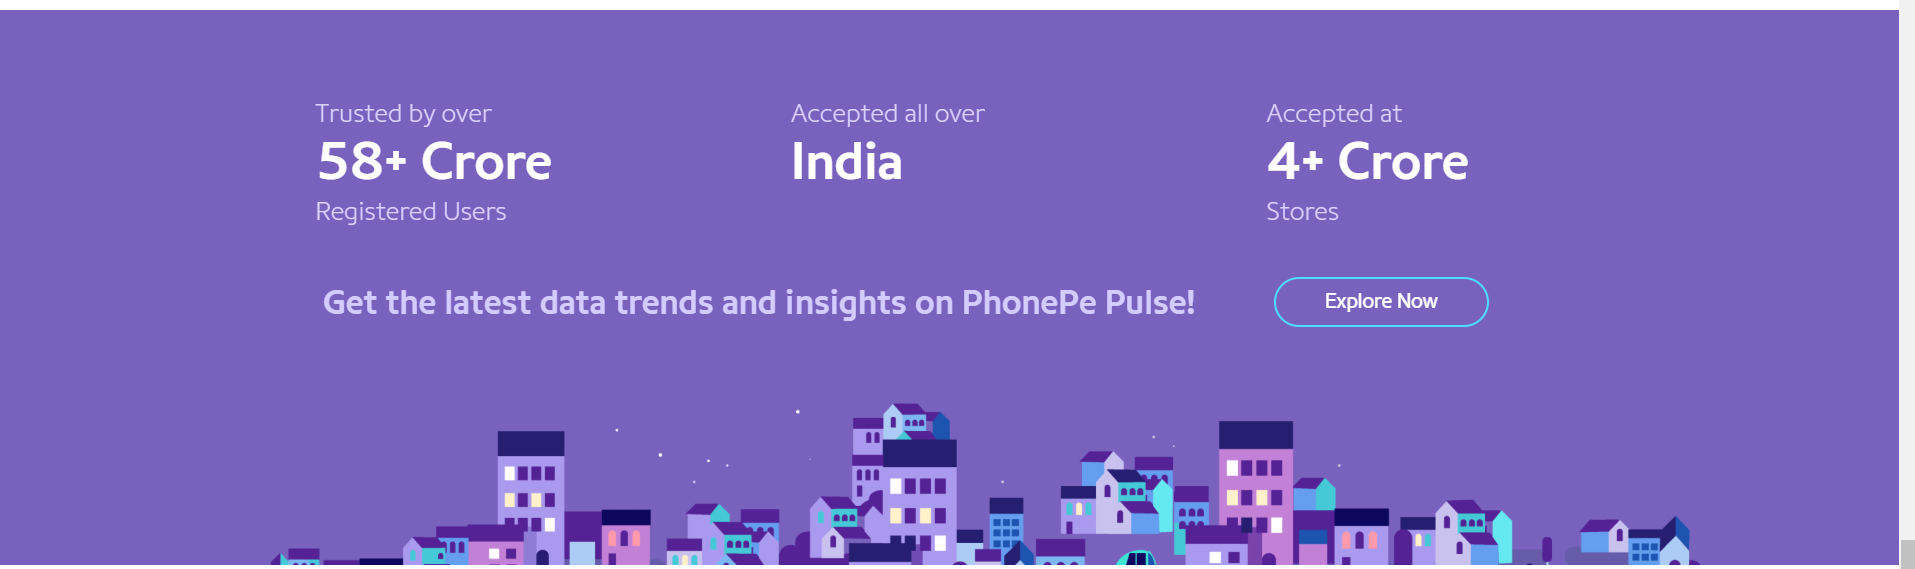 Trusted by over
58+ Crore
Registered Users
Accepted all over
India
Accepted at
4+ Crore
Stores
Get the latest data trends and insights on PhonePe Pulse!
Explore Now